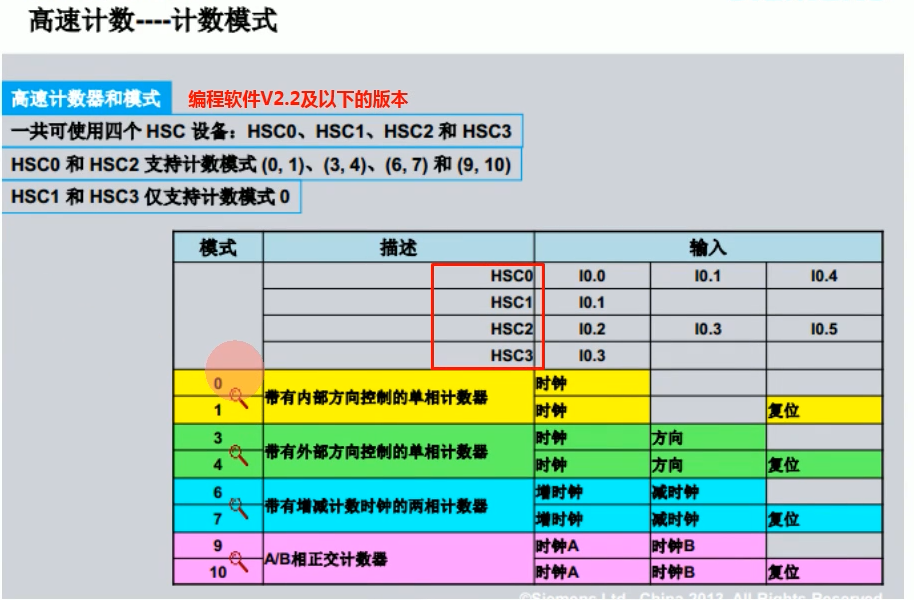 高速计数----计数模式
高速计数器和模式 编程软件V2.2及以下的版本
一共可使用四个 HSC 设备：HSC0、HSC1、HSC2 和 HSC3
HSC0 和 HSC2 支持计数模式 (0, 1)、(3, 4)、(6, 7) 和 (9, 10)
HSC1 和 HSC3 仅支持计数模式 0
模式 描述 输入
HSC0 I0.0 I0.1 I0.4
HSC1 I0.1
HSC2 I0.2 I0.3 I0.5
HSC3 I0.3
0 带有内部方向控制的单相计数器 时钟
1 时钟 复位
3 带有外部方向控制的单相计数器 时钟 方向
4 时钟 方向 复位
6 带有增减计数时钟的两相计数器 增时钟 减时钟
7 增时钟 减时钟 复位
9 A/B相正交计数器 时钟A 时钟B
10 时钟A 时钟B 复位
©Siemens Ltd., China 2013. All Rights Reserved